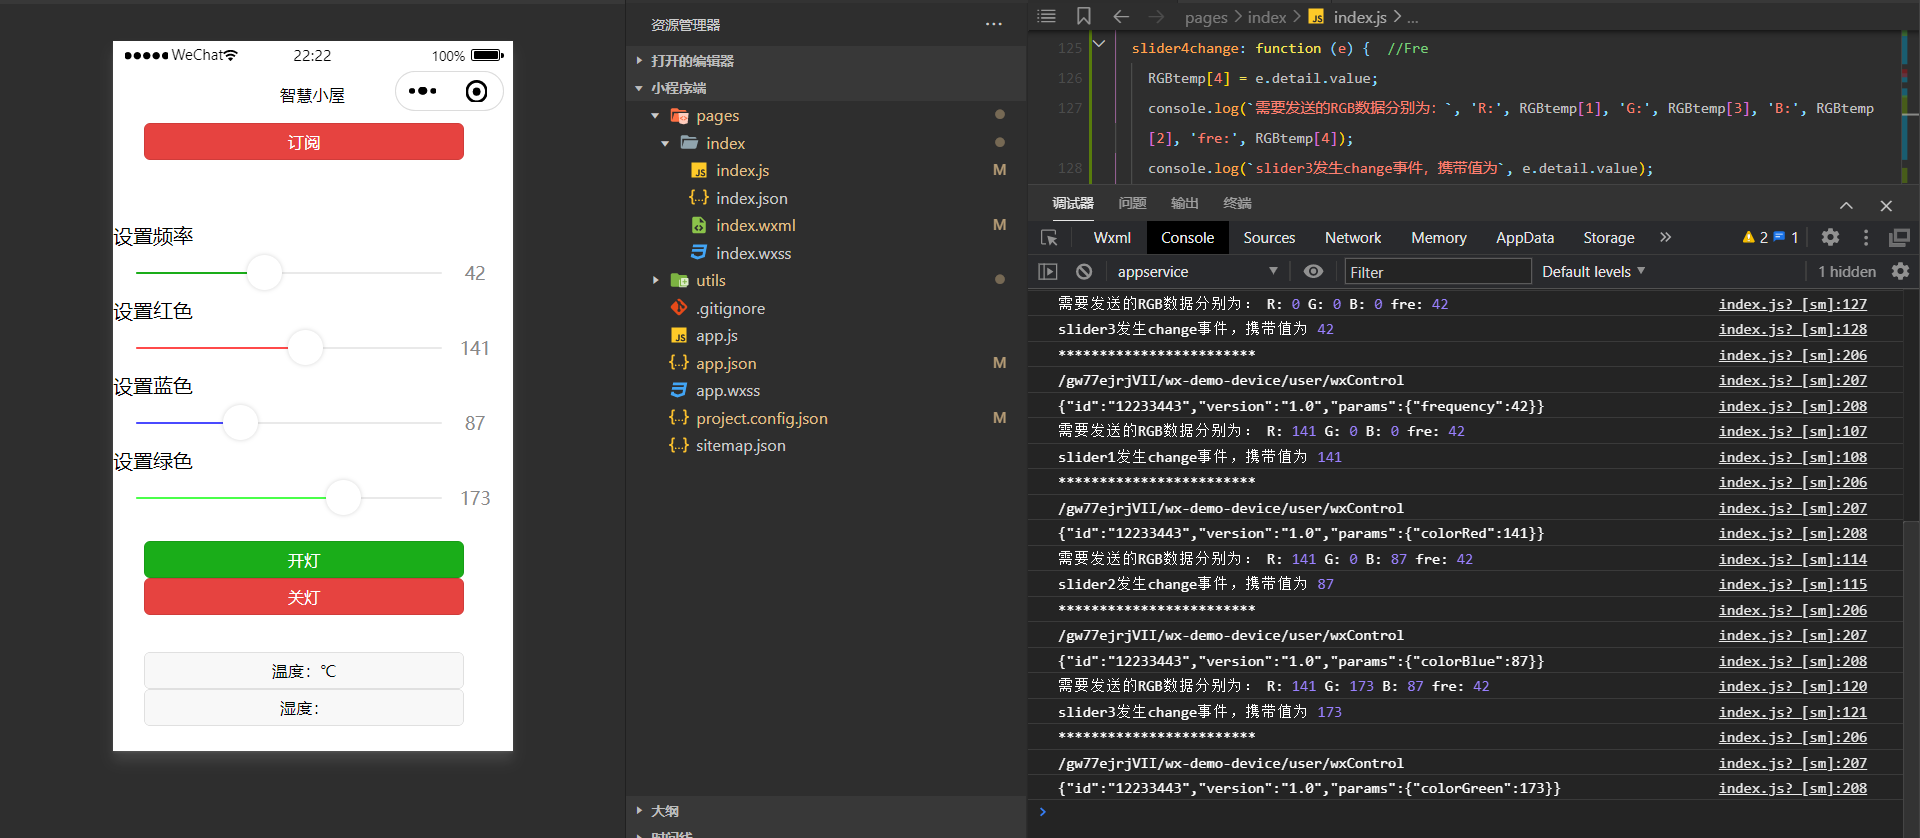 WeChat
22:22
100%
智慧小屋
订阅
设置频率
42
设置红色
141
设置蓝色
87
设置绿色
173
开灯
关灯
温度：℃
湿度：
资源管理器
打开的编辑器
小程序端
pages
index
index.js M
index.json
index.wxml M
index.wxss
utils
.gitignore
app.js
app.json M
app.wxss
project.config.json M
sitemap.json
大纲
时间线
pages > index > JS index.js > ...
125 slider4change: function (e) { //Fre
126 RGBtemp[4] = e.detail.value;
127 console.log(`需要发送的RGB数据分别为：`, 'R:', RGBtemp[1], 'G:', RGBtemp[3], 'B:', RGBtemp
[2], 'fre:', RGBtemp[4]);
128 console.log(`slider3发生change事件，携带值为`, e.detail.value);
调试器 问题 输出 终端
Wxml Console Sources Network Memory AppData Storage 2 1
appservice Filter Default levels 1 hidden
需要发送的RGB数据分别为： R: 0 G: 0 B: 0 fre: 42 index.js? [sm]:127
slider3发生change事件，携带值为 42 index.js? [sm]:128
************************ index.js? [sm]:206
/gw77ejrjVII/wx-demo-device/user/wxControl index.js? [sm]:207
{"id":"12233443","version":"1.0","params":{"frequency":42}} index.js? [sm]:208
需要发送的RGB数据分别为： R: 141 G: 0 B: 0 fre: 42 index.js? [sm]:107
slider1发生change事件，携带值为 141 index.js? [sm]:108
************************ index.js? [sm]:206
/gw77ejrjVII/wx-demo-device/user/wxControl index.js? [sm]:207
{"id":"12233443","version":"1.0","params":{"colorRed":141}} index.js? [sm]:208
需要发送的RGB数据分别为： R: 141 G: 0 B: 87 fre: 42 index.js? [sm]:114
slider2发生change事件，携带值为 87 index.js? [sm]:115
************************ index.js? [sm]:206
/gw77ejrjVII/wx-demo-device/user/wxControl index.js? [sm]:207
{"id":"12233443","version":"1.0","params":{"colorBlue":87}} index.js? [sm]:208
需要发送的RGB数据分别为： R: 141 G: 173 B: 87 fre: 42 index.js? [sm]:120
slider3发生change事件，携带值为 173 index.js? [sm]:121
************************ index.js? [sm]:206
/gw77ejrjVII/wx-demo-device/user/wxControl index.js? [sm]:207
{"id":"12233443","version":"1.0","params":{"colorGreen":173}} index.js? [sm]:208